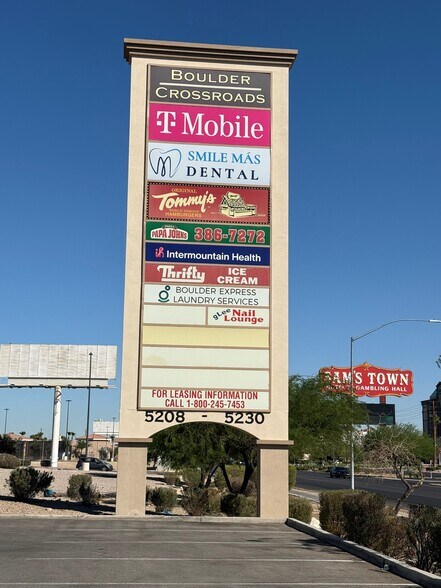 BOULDER
CROSSROADS
T Mobile
SMILE MÁS
DENTAL
ORIGINAL
Tommy's
HAMBURGERS
PAPA JOHNS 386-7272
Intermountain Health
Thrifty ICE
CREAM
BOULDER EXPRESS
LAUNDRY SERVICES
gLee Nail
Lounge
FOR LEASING INFORMATION
CALL 1-800-245-7453
5208 - 5230
SAM'S TOWN
GAMBLING HALL